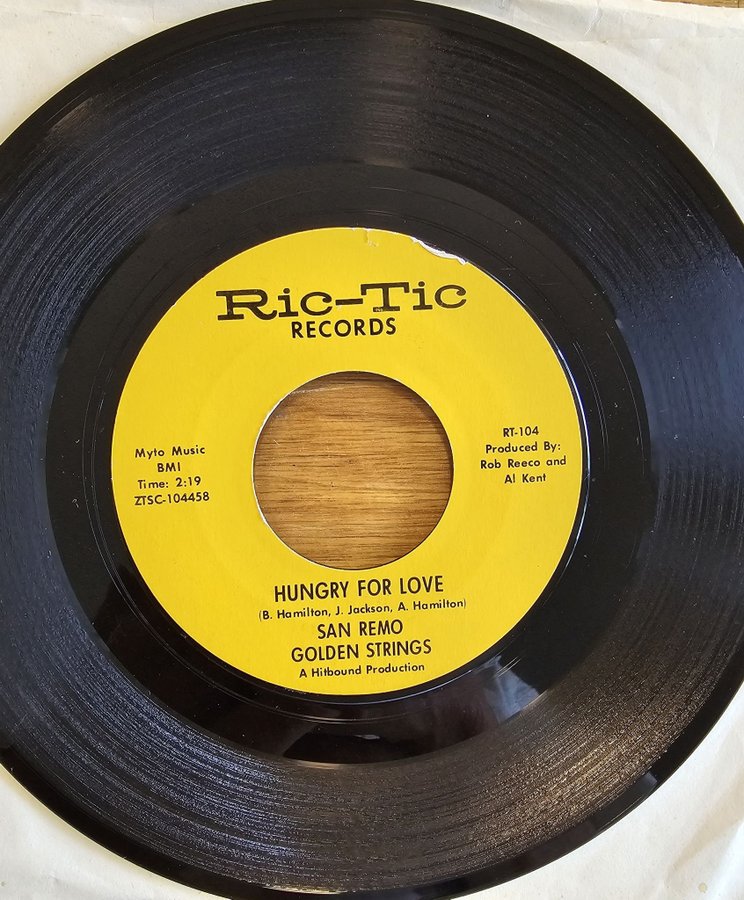 Ric-Tic
RECORDS
Myto Music
BMI
Time: 2:19
ZTSC-104458
RT-104
Produced By:
Rob Reeco and
Al Kent
HUNGRY FOR LOVE
(B. Hamilton, J. Jackson, A. Hamilton)
SAN REMO
GOLDEN STRINGS
A Hitbound Production